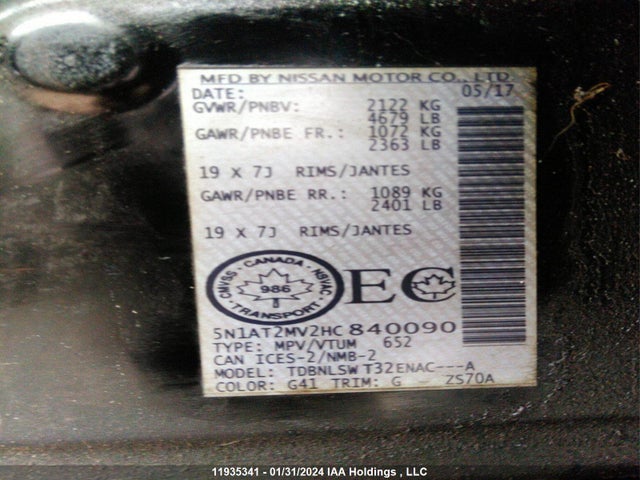 MFD BY NISSAN MOTOR CO., LTD.
DATE: 05/17
GVWR/PNBV: 2122 KG
4679 LB
GAWR/PNBE FR.: 1072 KG
2363 LB
19 X 7J RIMS/JANTES
GAWR/PNBE RR.: 1089 KG
2401 LB
19 X 7J RIMS/JANTES
CMVSS - CANADA - NSVAC
986
TRANSPORT
EC
5N1AT2MV2HC840090
TYPE: MPV/VTUM 652
CAN ICES-2/NMB-2
MODEL: TDBNLSW T32ENAC---A
COLOR: G41 TRIM: G - ZS70A
11935341 - 01/31/2024 IAA Holdings , LLC